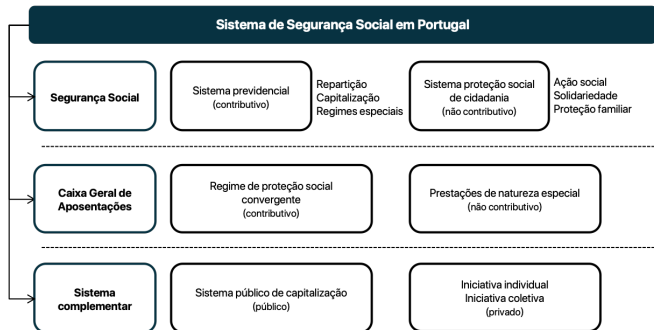 Sistema de Segurança Social em Portugal
Segurança Social
Sistema previdencial
(contributivo)
Repartição
Capitalização
Regimes especiais
Sistema proteção social
de cidadania
(não contributivo)
Ação social
Solidariedade
Proteção familiar
Caixa Geral de
Aposentações
Regime de proteção social
convergente
(contributivo)
Prestações de natureza especial
(não contributivo)
Sistema
complementar
Sistema público de capitalização
(público)
Iniciativa individual
Iniciativa coletiva
(privado)